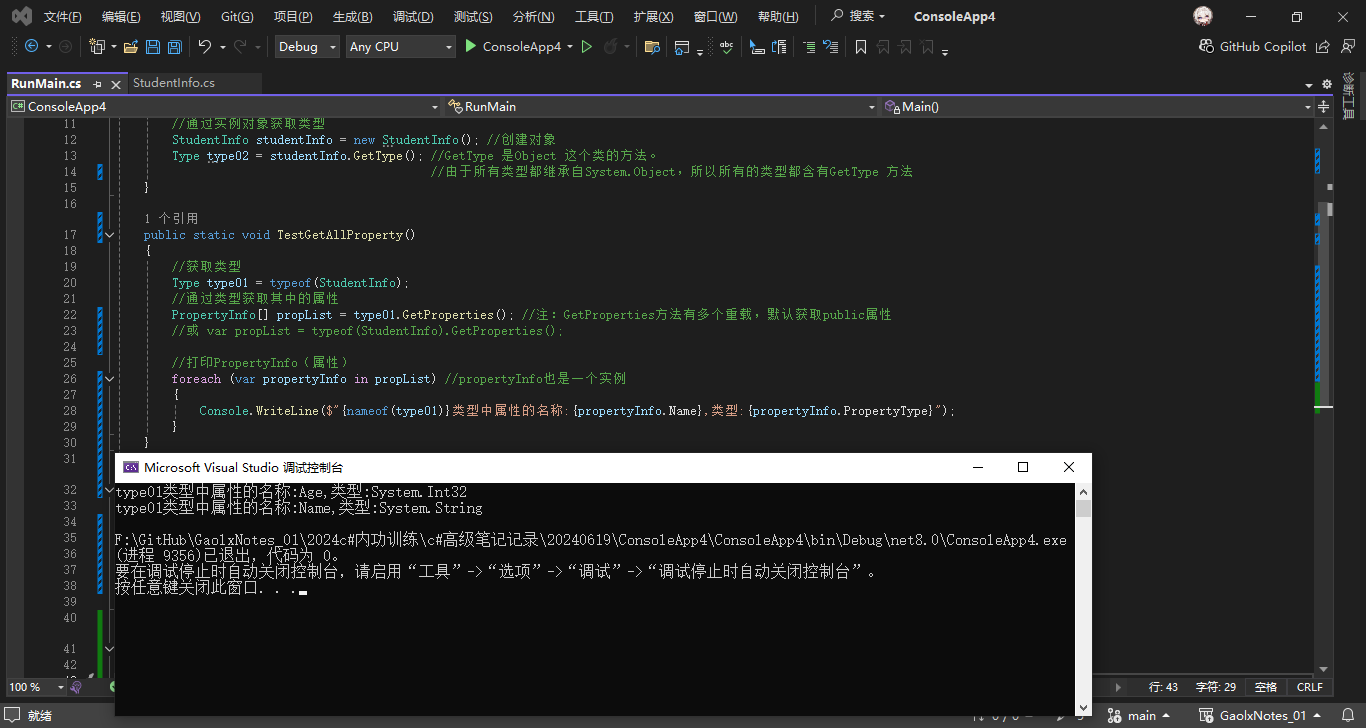 文件(F) 编辑(E) 视图(V) Git(G) 项目(P) 生成(B) 调试(D) 测试(S) 分析(N) 工具(T) 扩展(X) 窗口(W) 帮助(H) 搜索 ConsoleApp4
Debug Any CPU ConsoleApp4 GitHub Copilot
RunMain.cs StudentInfo.cs
诊断工具
ConsoleApp4 RunMain Main()
11 //通过实例对象获取类型
12 StudentInfo studentInfo = new StudentInfo(); //创建对象
13 Type type02 = studentInfo.GetType(); //GetType 是Object 这个类的方法。
14 //由于所有类型都继承自System.Object，所以所有的类型都含有GetType 方法
15 }
16
1 个引用
17 public static void TestGetAllProperty()
18 {
19 //获取类型
20 Type type01 = typeof(StudentInfo);
21 //通过类型获取其中的属性
22 PropertyInfo[] propList = type01.GetProperties(); //注：GetProperties方法有多个重载，默认获取public属性
23 //或 var propList = typeof(StudentInfo).GetProperties();
24
25 //打印PropertyInfo（属性）
26 foreach (var propertyInfo in propList) //propertyInfo也是一个实例
27 {
28 Console.WriteLine($"{nameof(type01)}类型中属性的名称:{propertyInfo.Name},类型:{propertyInfo.PropertyType}");
29 }
30 }
31
32
33
34
35
36
37
38
39
40
41
42
Microsoft Visual Studio 调试控制台
type01类型中属性的名称:Age,类型:System.Int32
type01类型中属性的名称:Name,类型:System.String
F:\GitHub\GaolxNotes_01\2024c#内功训练\c#高级笔记记录\20240619\ConsoleApp4\ConsoleApp4\bin\Debug\net8.0\ConsoleApp4.exe
(进程 9356)已退出，代码为 0。
要在调试停止时自动关闭控制台，请启用“工具”->“选项”->“调试”->“调试停止时自动关闭控制台”。
按任意键关闭此窗口. . .
100 % 行: 43 字符: 29 空格 CRLF
就绪 main GaolxNotes_01